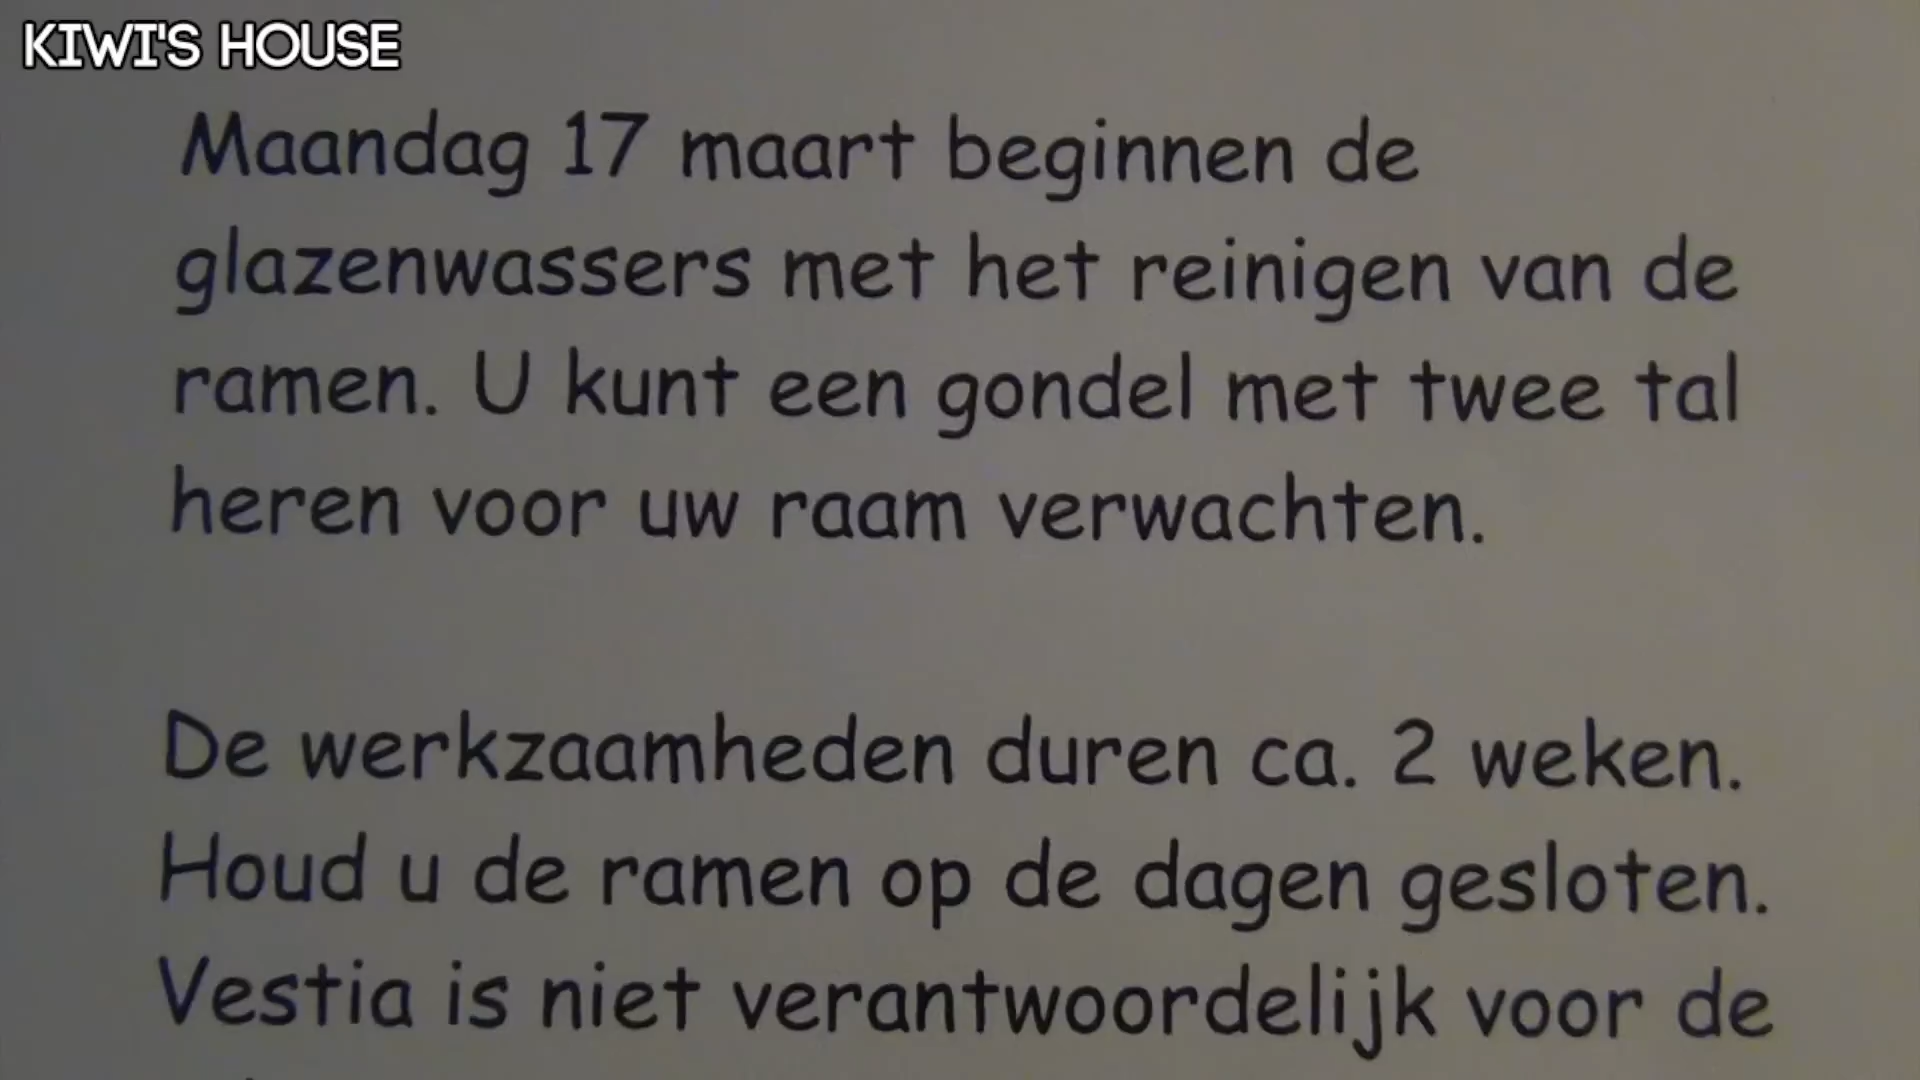 KIWI'S HOUSE
Maandag 17 maart beginnen de
glazenwassers met het reinigen van de
ramen. U kunt een gondel met twee tal
heren voor uw raam verwachten.
De werkzaamheden duren ca. 2 weken.
Houd u de ramen op de dagen gesloten.
Vestia is niet verantwoordelijk voor de